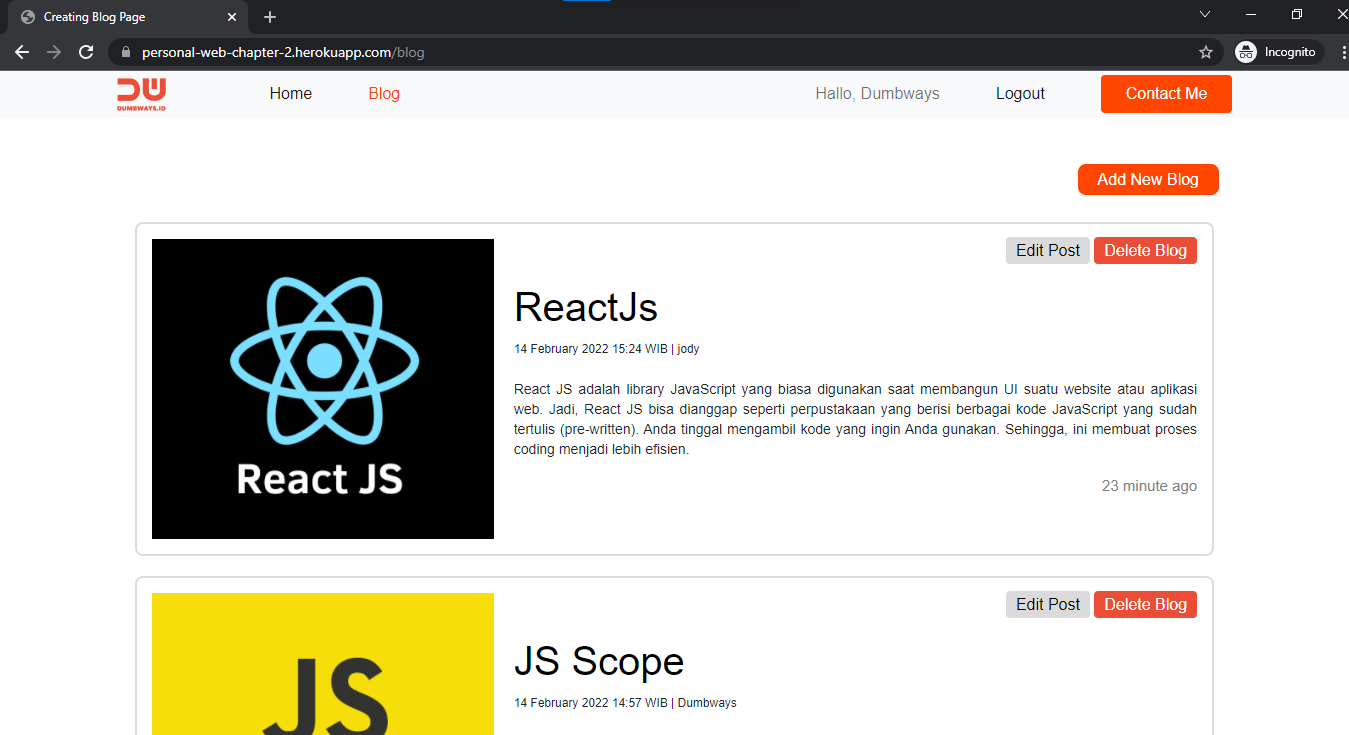 Creating Blog Page
personal-web-chapter-2.herokuapp.com/blog
Incognito
DW
DUMBWAYS.ID
Home
Blog
Hallo, Dumbways
Logout
Contact Me
Add New Blog
Edit Post
Delete Blog
React JS
ReactJs
14 February 2022 15:24 WIB | jody
React JS adalah library JavaScript yang biasa digunakan saat membangun UI suatu website atau aplikasi
web. Jadi, React JS bisa dianggap seperti perpustakaan yang berisi berbagai kode JavaScript yang sudah
tertulis (pre-written). Anda tinggal mengambil kode yang ingin Anda gunakan. Sehingga, ini membuat proses
coding menjadi lebih efisien.
23 minute ago
Edit Post
Delete Blog
JS
JS Scope
14 February 2022 14:57 WIB | Dumbways